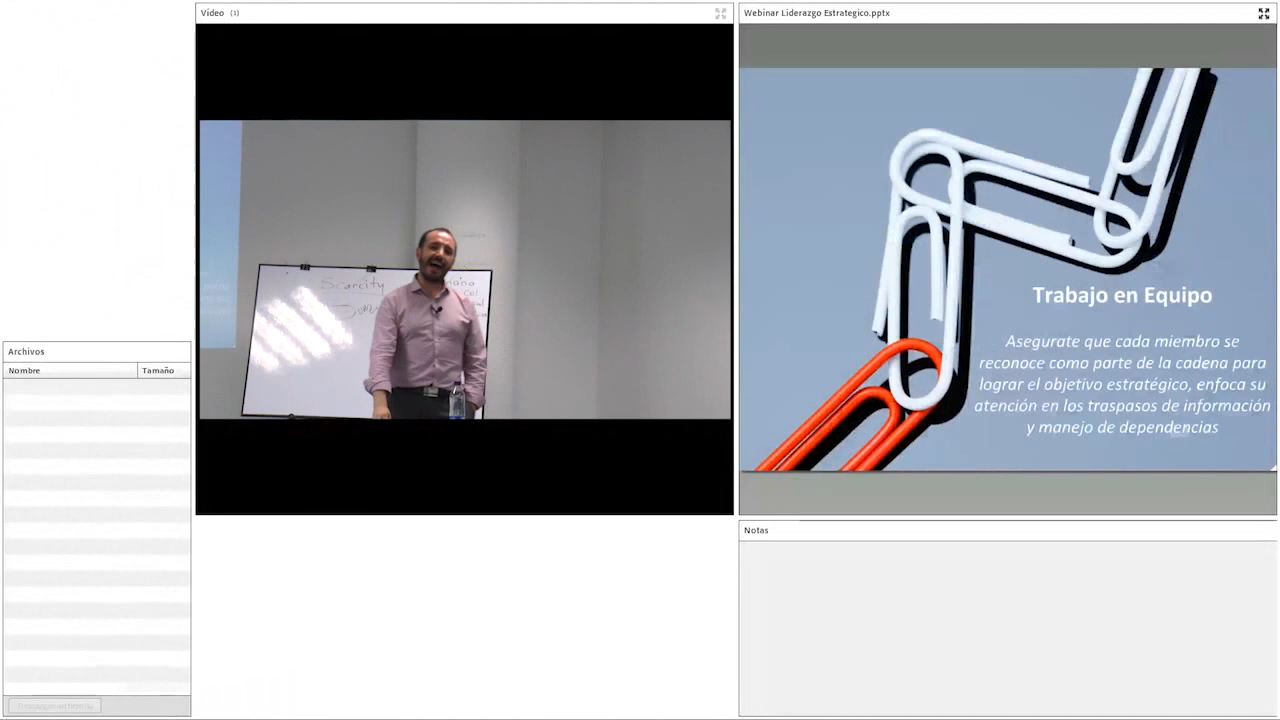 Vídeo (1)
Webinar Liderazgo Estrategico.pptx
Scarcity
Trabajo en Equipo
Asegurate que cada miembro se
reconoce como parte de la cadena para
lograr el objetivo estratégico, enfoca su
atención en los traspasos de información
y manejo de dependencias
Archivos
Nombre Tamaño
Notas